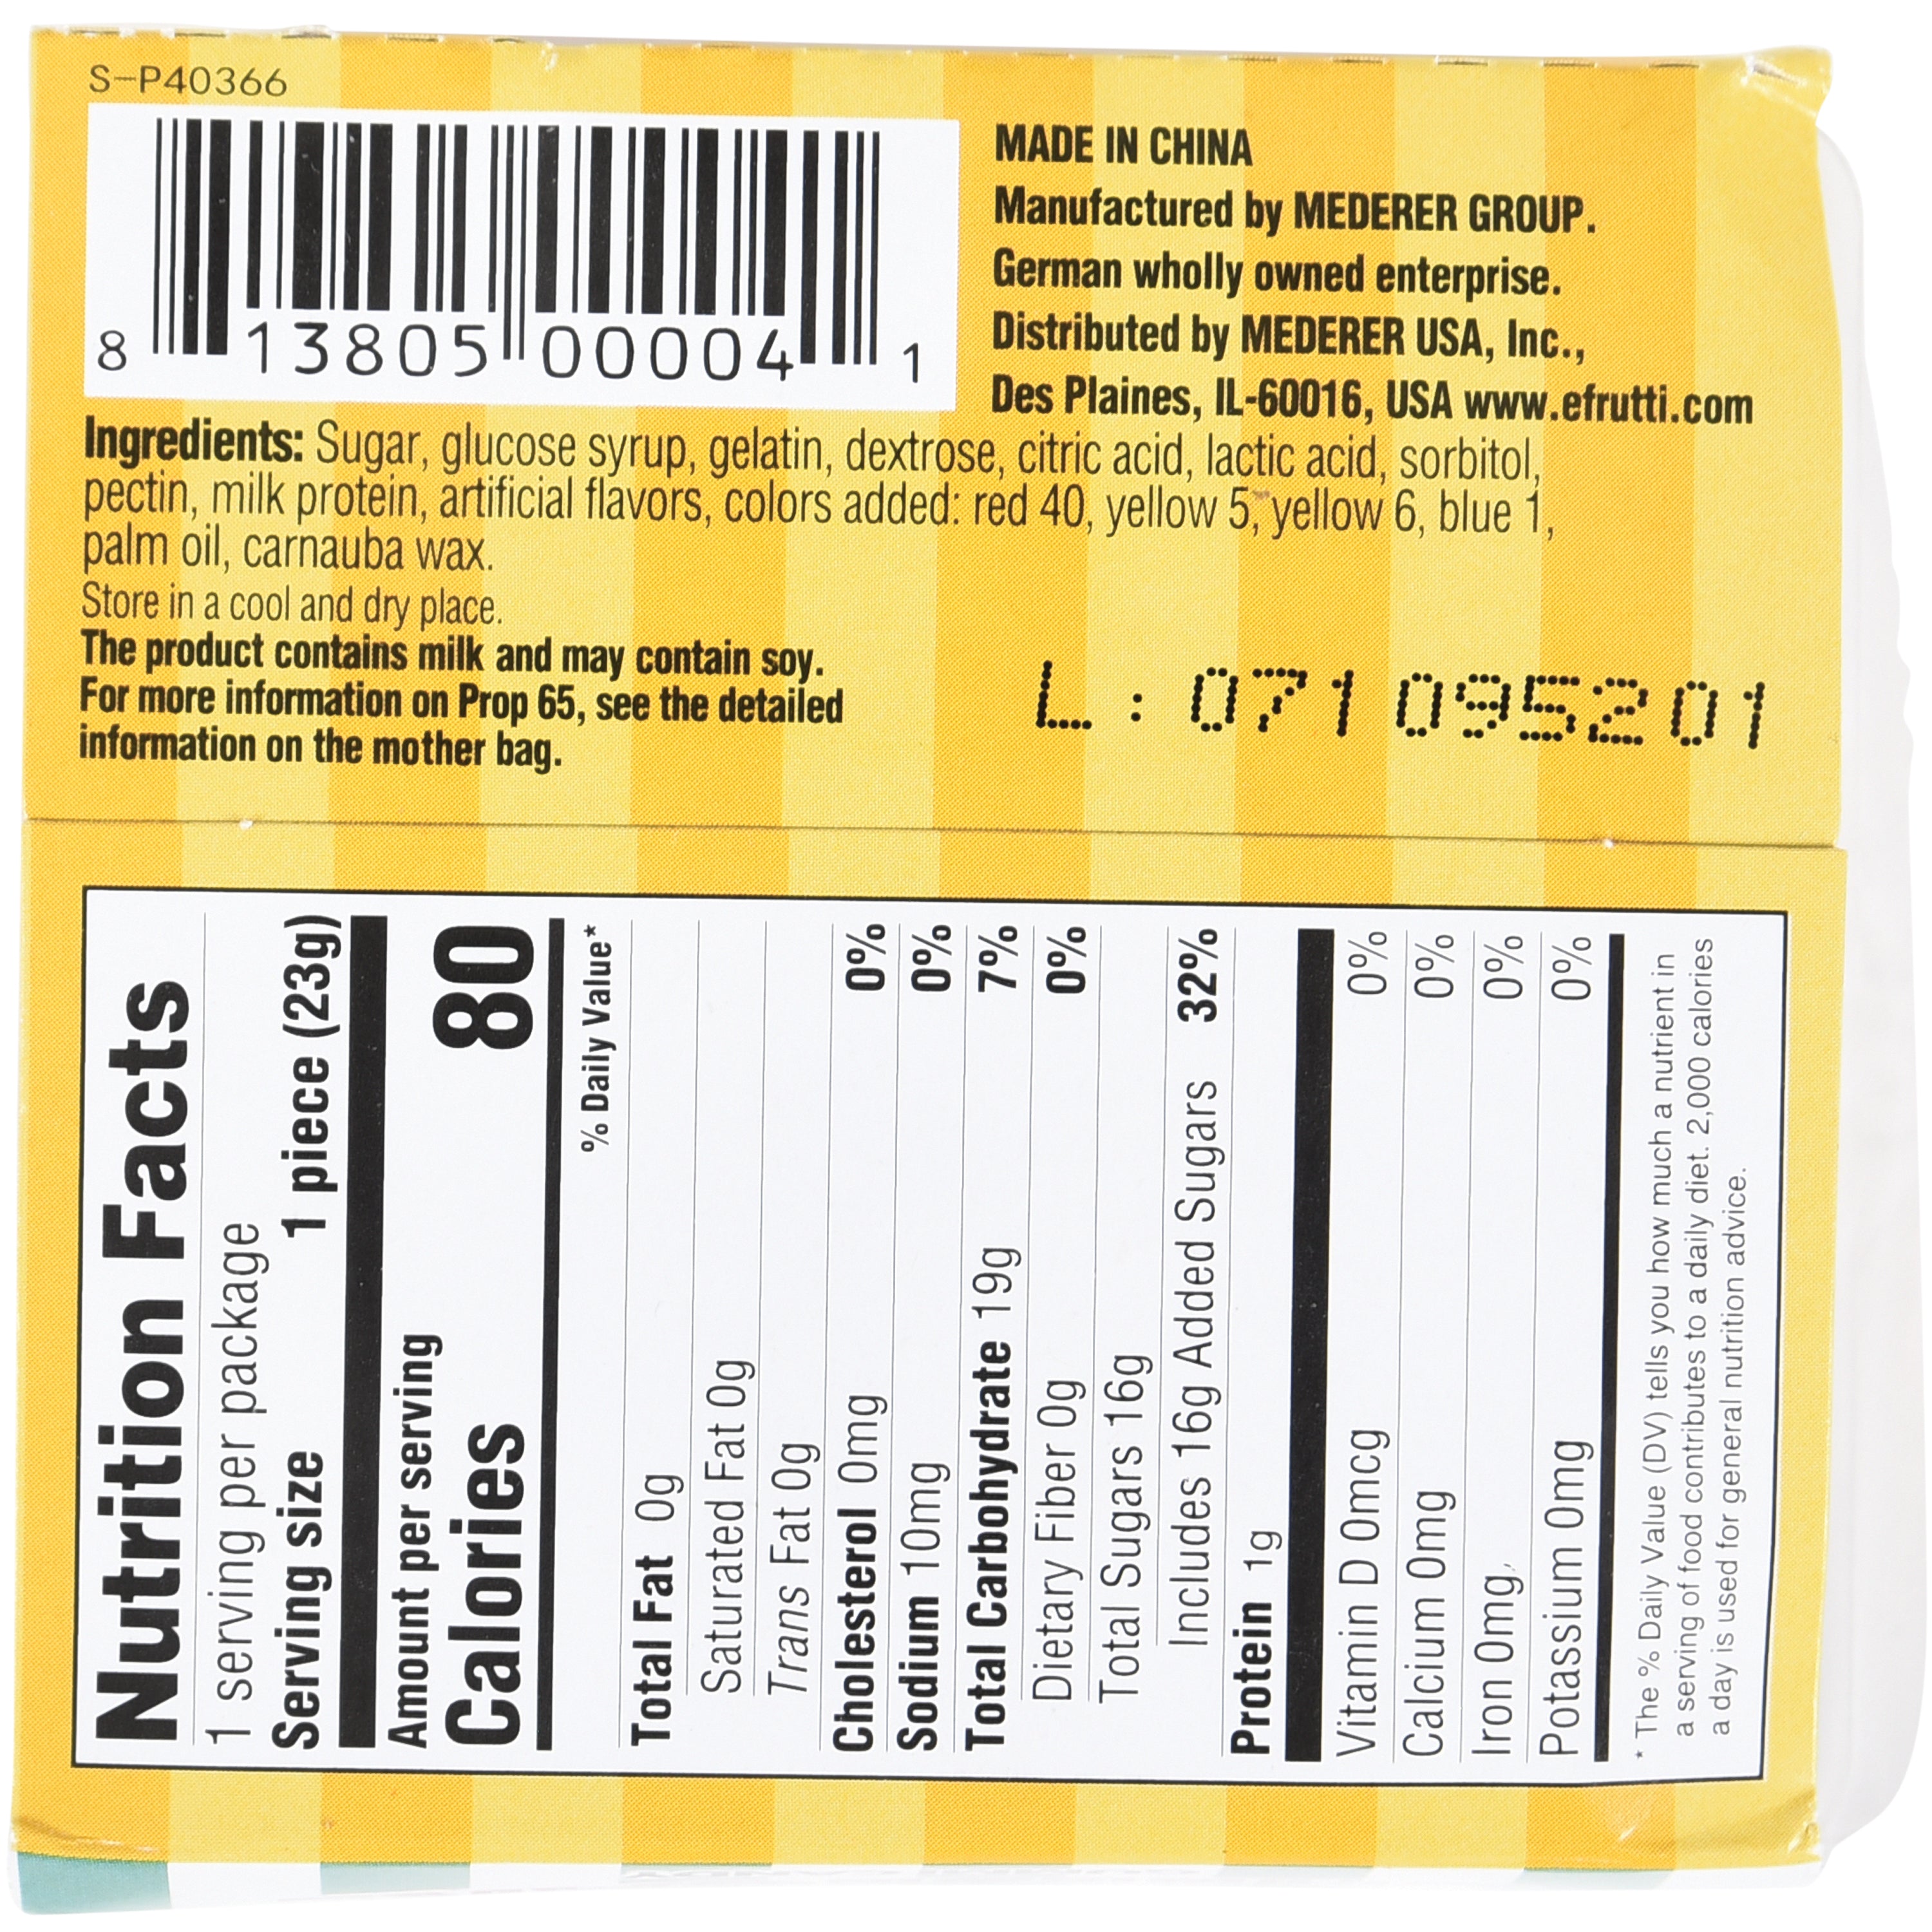 S-P40366
8 13805 00004 1
MADE IN CHINA
Manufactured by MEDERER GROUP.
German wholly owned enterprise.
Distributed by MEDERER USA, Inc.,
Des Plaines, IL-60016, USA www.efrutti.com
Ingredients: Sugar, glucose syrup, gelatin, dextrose, citric acid, lactic acid, sorbitol,
pectin, milk protein, artificial flavors, colors added: red 40, yellow 5, yellow 6, blue 1,
palm oil, carnauba wax.
Store in a cool and dry place.
The product contains milk and may contain soy.
For more information on Prop 65, see the detailed
information on the mother bag.
L: 071095201
Nutrition Facts
1 serving per package
Serving size 1 piece (23g)
Amount per serving
Calories 80
% Daily Value*
Total Fat 0g
Saturated Fat 0g
Trans Fat 0g
Cholesterol 0mg 0%
Sodium 10mg 0%
Total Carbohydrate 19g 7%
Dietary Fiber 0g 0%
Total Sugars 16g
Includes 16g Added Sugars 32%
Protein 1g
Vitamin D 0mcg 0%
Calcium 0mg 0%
Iron 0mg 0%
Potassium 0mg 0%
* The % Daily Value (DV) tells you how much a nutrient in
a serving of food contributes to a daily diet. 2,000 calories
a day is used for general nutrition advice.